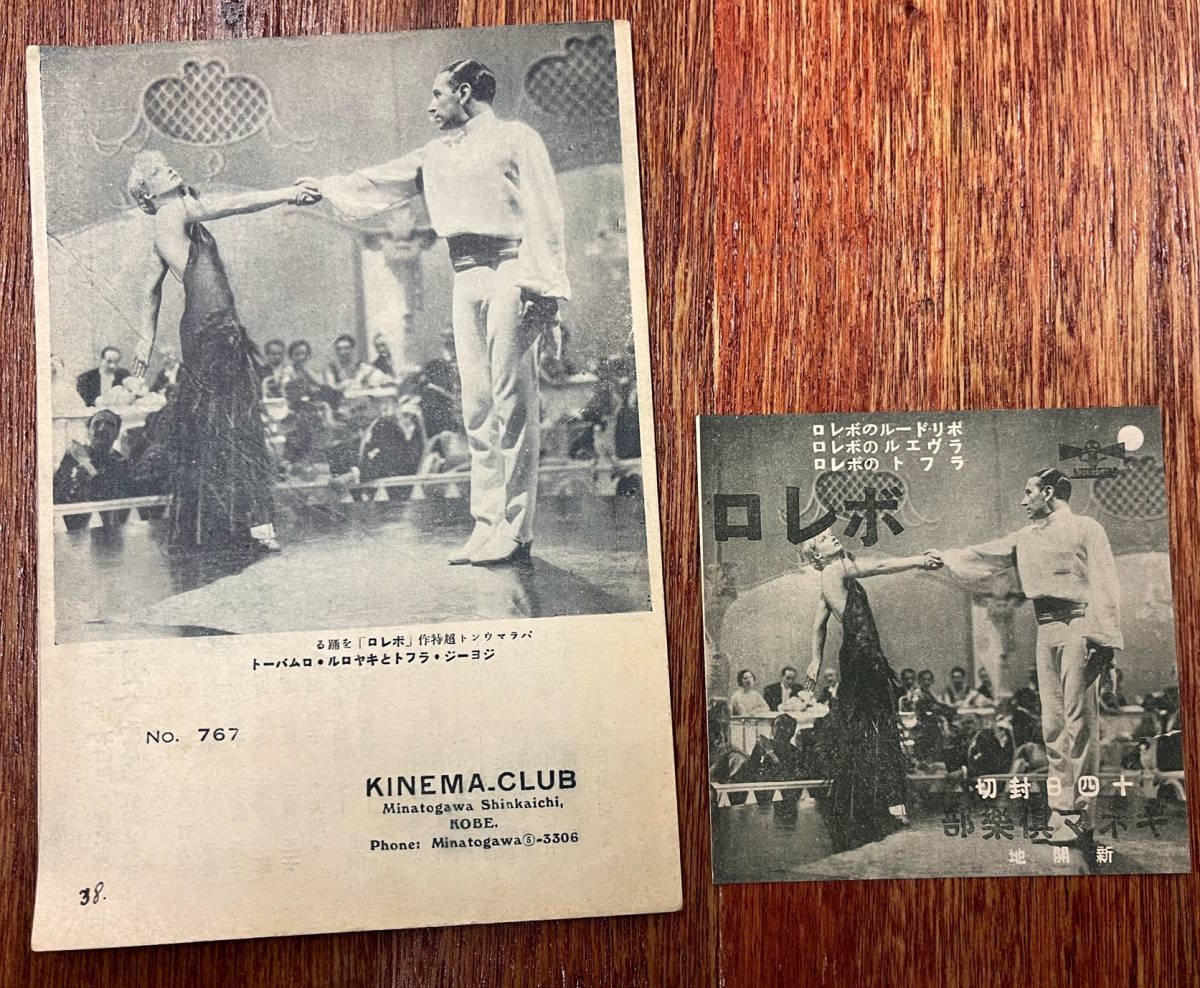 パラマウント超特作「ボレロ」を踊る
ジヨージ・ラフトとキヤロル・ロムバート
No. 767
KINEMA-CLUB
Minatogawa Shinkaichi,
KOBE.
Phone: Minatogawa⑤-3306
38.
ポリドールのボレロ
ラヴエルのボレロ
ラフトのボレロ
ボレロ
十四日封切
キネマ倶樂部
新開地